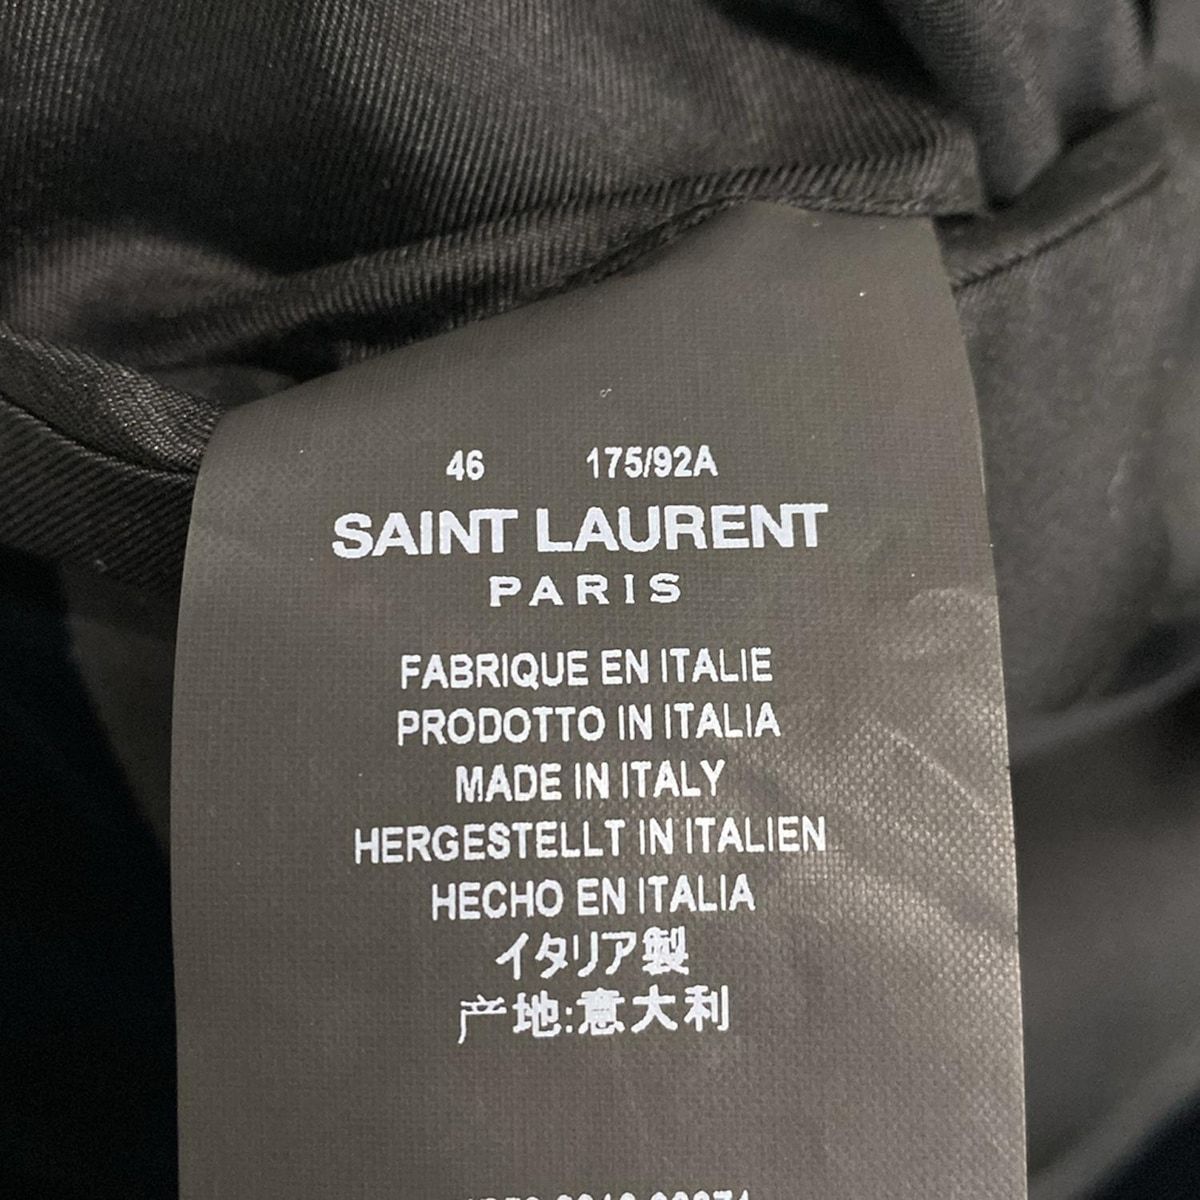 46 175/92A
SAINT LAURENT
PARIS
FABRIQUE EN ITALIE
PRODOTTO IN ITALIA
MADE IN ITALY
HERGESTELLT IN ITALIEN
HECHO EN ITALIA
イタリア製
产地:意大利